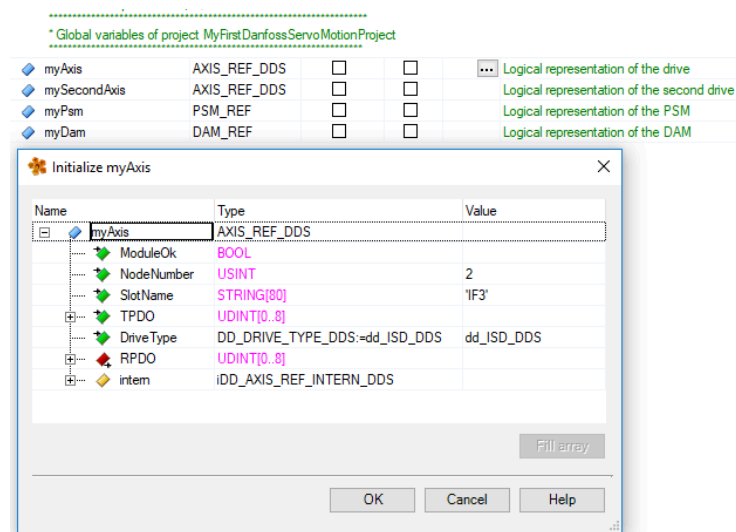 ******************************************************************
* Global variables of project MyFirstDanfossServoMotionProject
******************************************************************
myAxis AXIS_REF_DDS ... Logical representation of the drive
mySecondAxis AXIS_REF_DDS Logical representation of the second drive
myPsm PSM_REF Logical representation of the PSM
myDam DAM_REF Logical representation of the DAM
Initialize myAxis
Name Type Value
myAxis AXIS_REF_DDS
ModuleOk BOOL
NodeNumber USINT 2
SlotName STRING[80] 'IF3'
TPDO UDINT[0..8]
DriveType DD_DRIVE_TYPE_DDS:=dd_ISD_DDS dd_ISD_DDS
RPDO UDINT[0..8]
intern iDD_AXIS_REF_INTERN_DDS
Fill array
OK Cancel Help